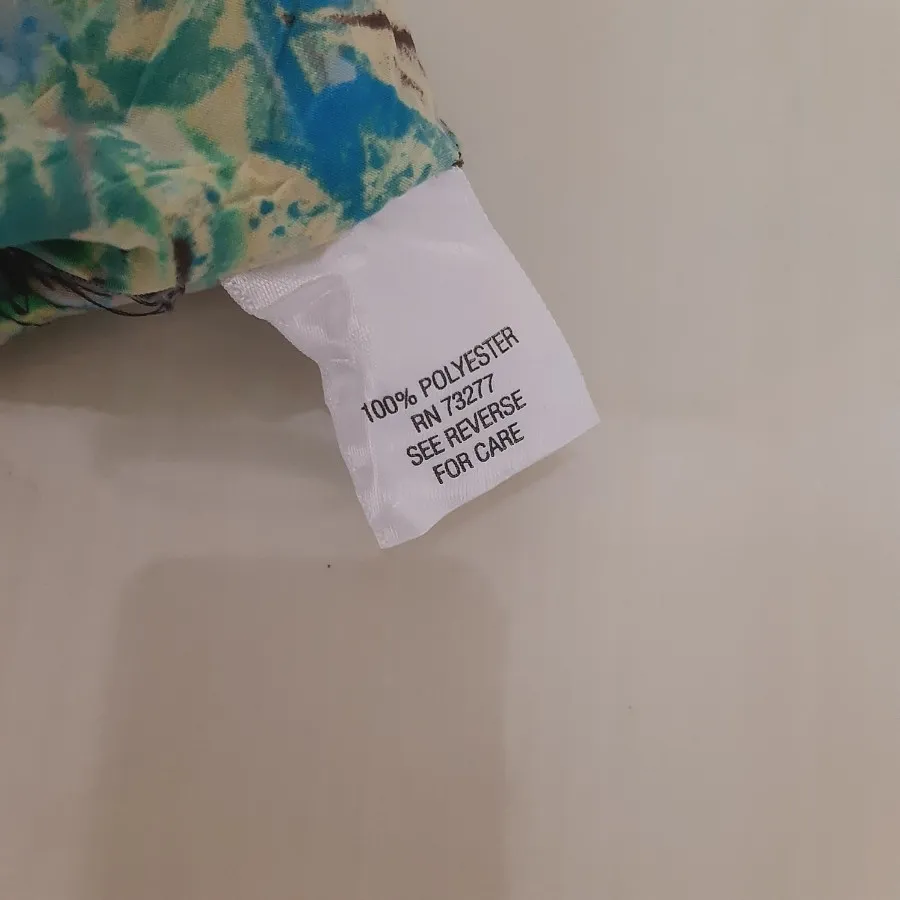 100% POLYESTER
RN 73277
SEE REVERSE
FOR CARE